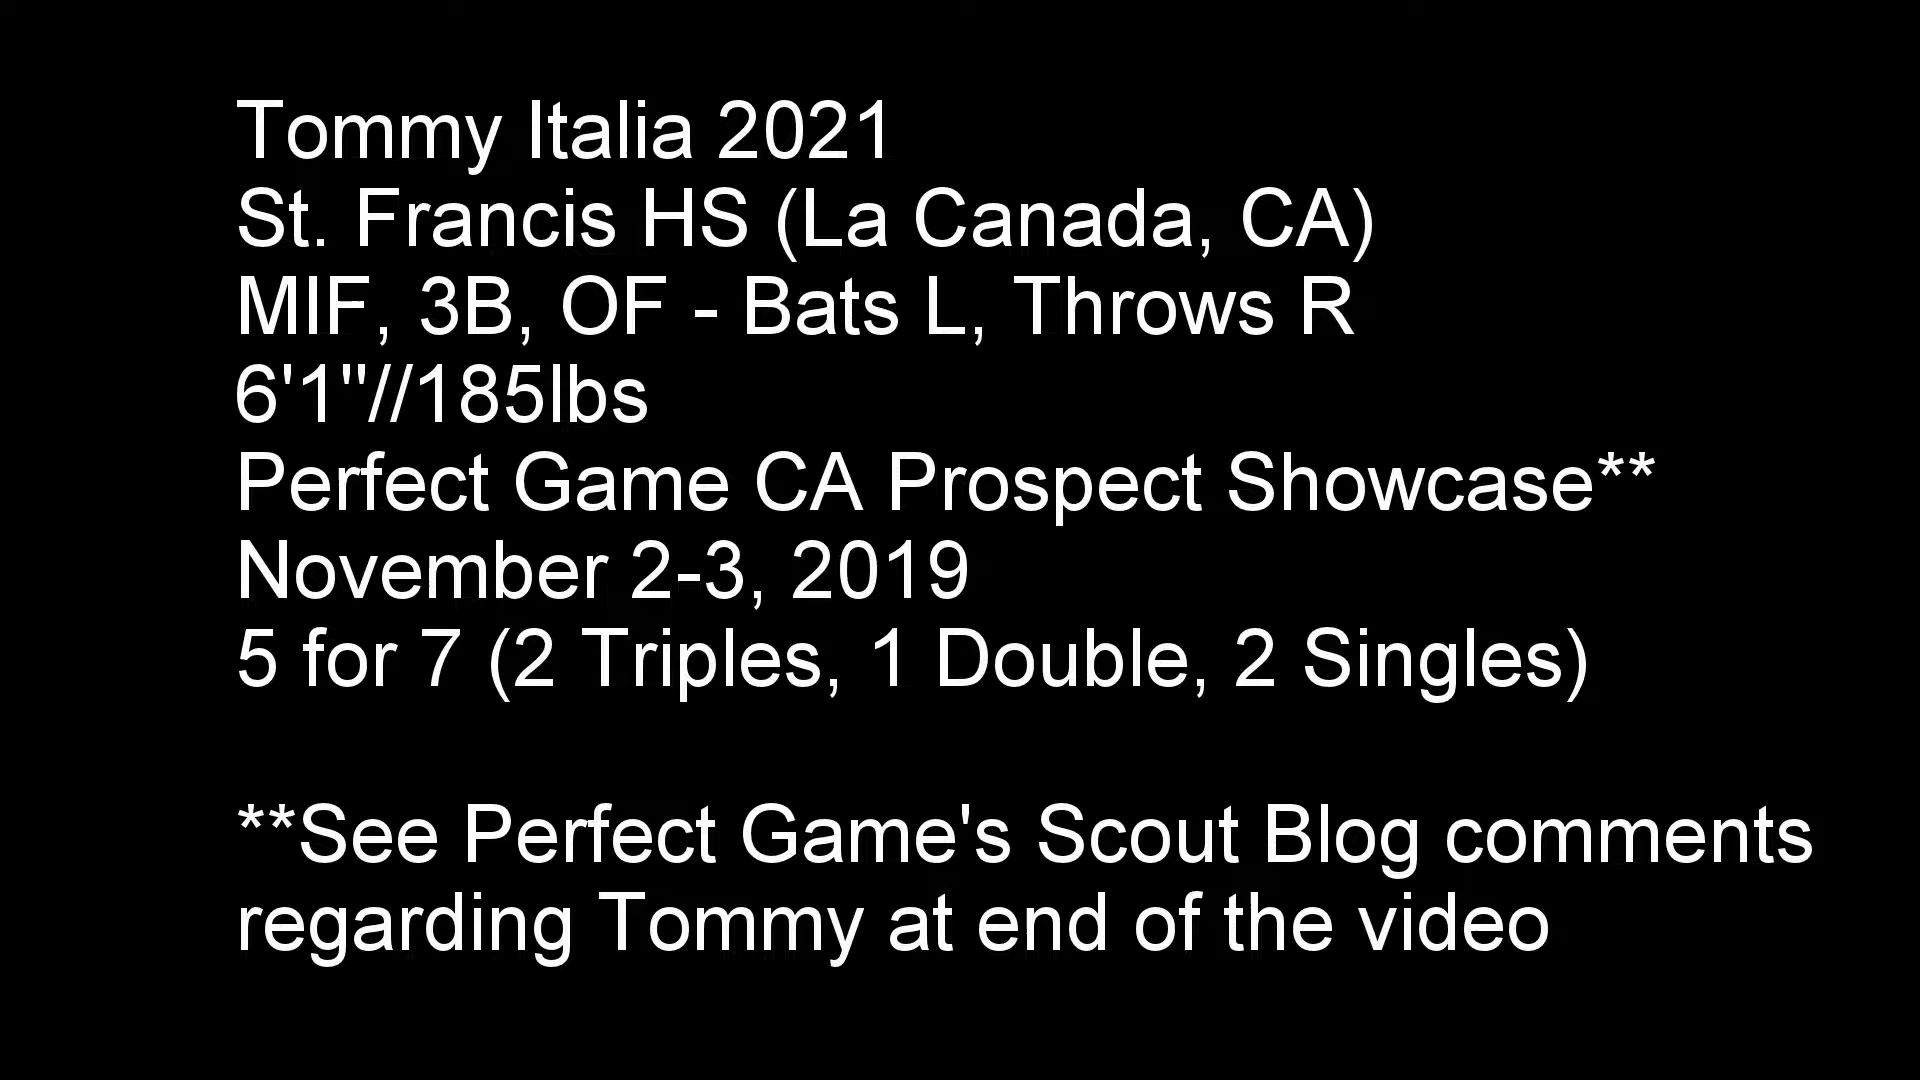 Tommy Italia 2021
St. Francis HS (La Canada, CA)
MIF, 3B, OF - Bats L, Throws R
6'1"//185lbs
Perfect Game CA Prospect Showcase**
November 2-3, 2019
5 for 7 (2 Triples, 1 Double, 2 Singles)
**See Perfect Game's Scout Blog comments
regarding Tommy at end of the video